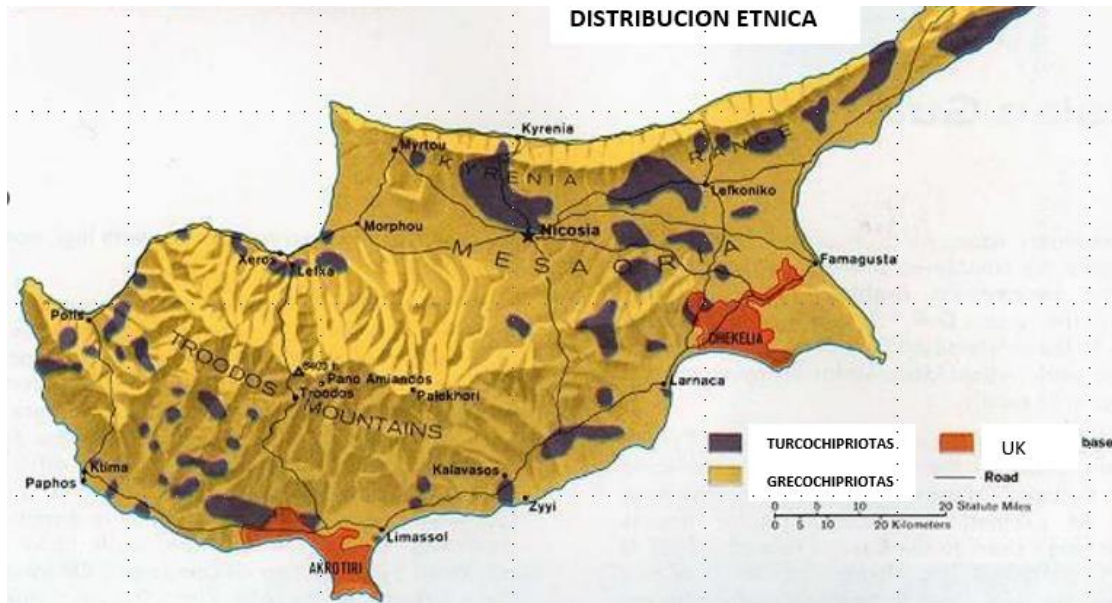 DISTRIBUCION ETNICA
Kyrenia
Myrtou
KYRENIA RANGE
Lefkoniko
Morphou
Nicosia
MESAORIA
Famagusta
Xeros
Lefka
Polis
DHEKELIA
TROODOS MOUNTAINS
Pano Amiandos
Troodos
Palekhori
Larnaca
Ktima
Paphos
Kalavasos
Zyyi
Limassol
AKROTIRI
TURCOCHIPRIOTAS
UK
base
GRECOCHIPRIOTAS
Road
0 5 10 20 Statute Miles
0 5 10 20 Kilometers